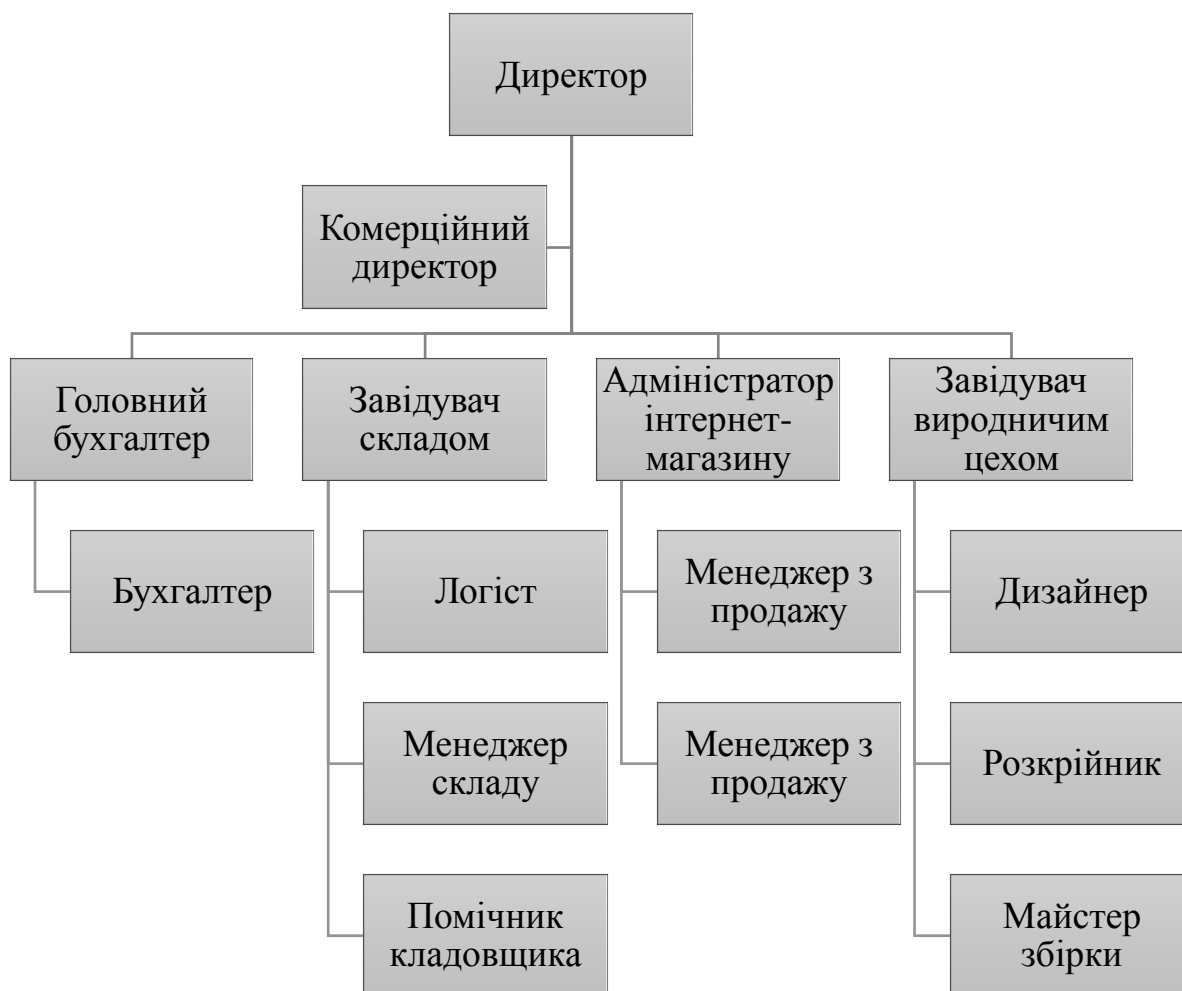 Директор
Комерційний
директор
Головний
бухгалтер
Завідувач
складом
Адміністратор
інтернет-
магазину
Завідувач
виродничим
цехом
Бухгалтер
Логіст
Менеджер з
продажу
Дизайнер
Менеджер
складу
Менеджер з
продажу
Розкрійник
Помічник
кладовщика
Майстер
збірки